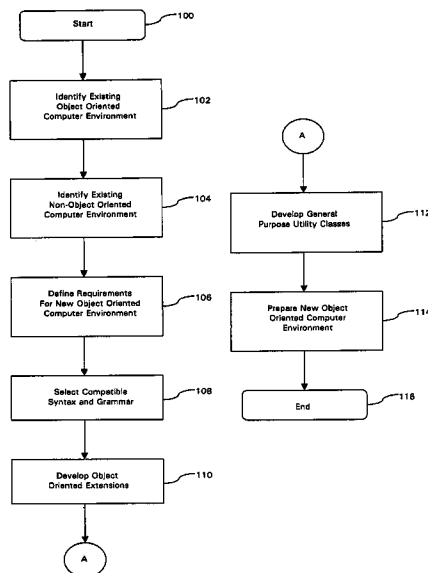 Start
100
Identify Existing
Object Oriented
Computer Environment
102
Identify Existing
Non-Object Oriented
Computer Environment
104
Define Requirements
For New Object Oriented
Computer Environment
106
Select Compatible
Syntax and Grammar
108
Develop Object
Oriented Extensions
110
A
A
Develop General
Purpose Utility Classes
112
Prepare New Object
Oriented Computer
Environment
114
End
116